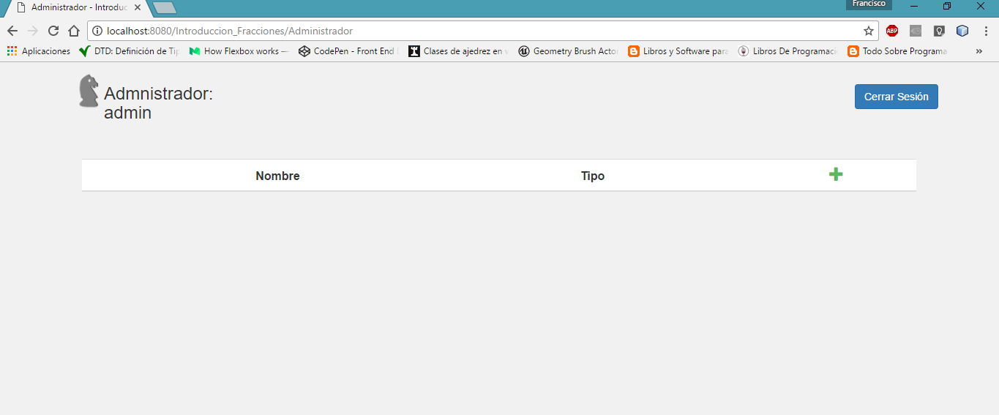 Administrador - Introduc
Francisco
localhost:8080/Introduccion_Fracciones/Administrador
ABP
Aplicaciones
DTD: Definición de Tip
How Flexbox works —
CodePen - Front End
Clases de ajedrez en v
Geometry Brush Actor
Libros y Software para
Libros De Programaci
Todo Sobre Programa
»
Admnistrador:
admin
Cerrar Sesión
Nombre
Tipo